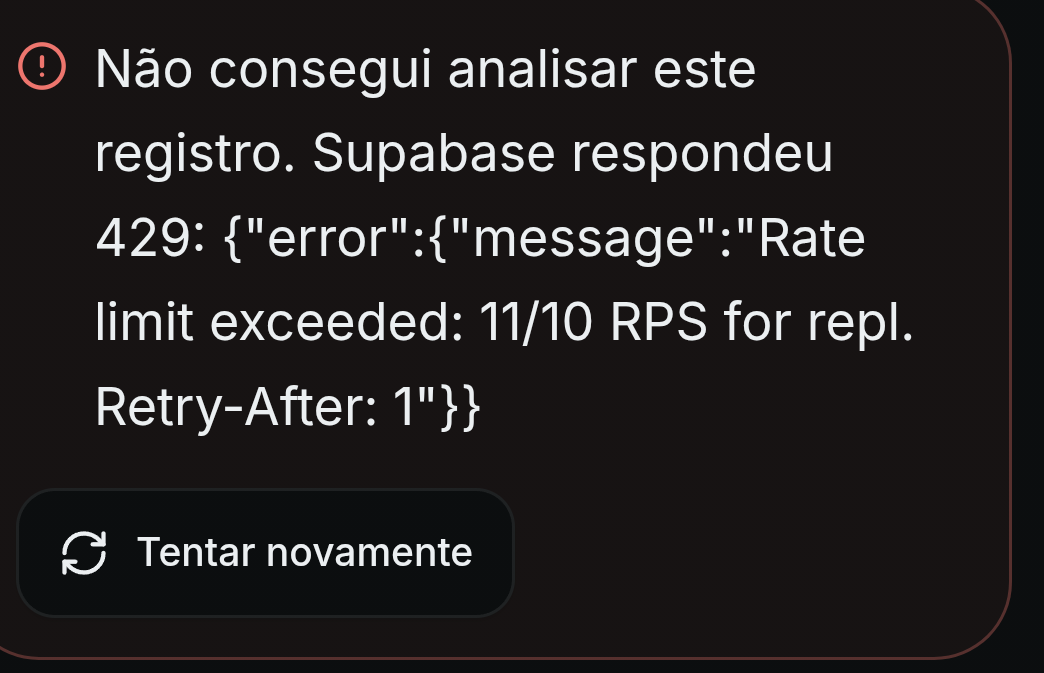 Não consegui analisar este
registro. Supabase respondeu
429: {"error":{"message":"Rate
limit exceeded: 11/10 RPS for repl.
Retry-After: 1"}}
Tentar novamente